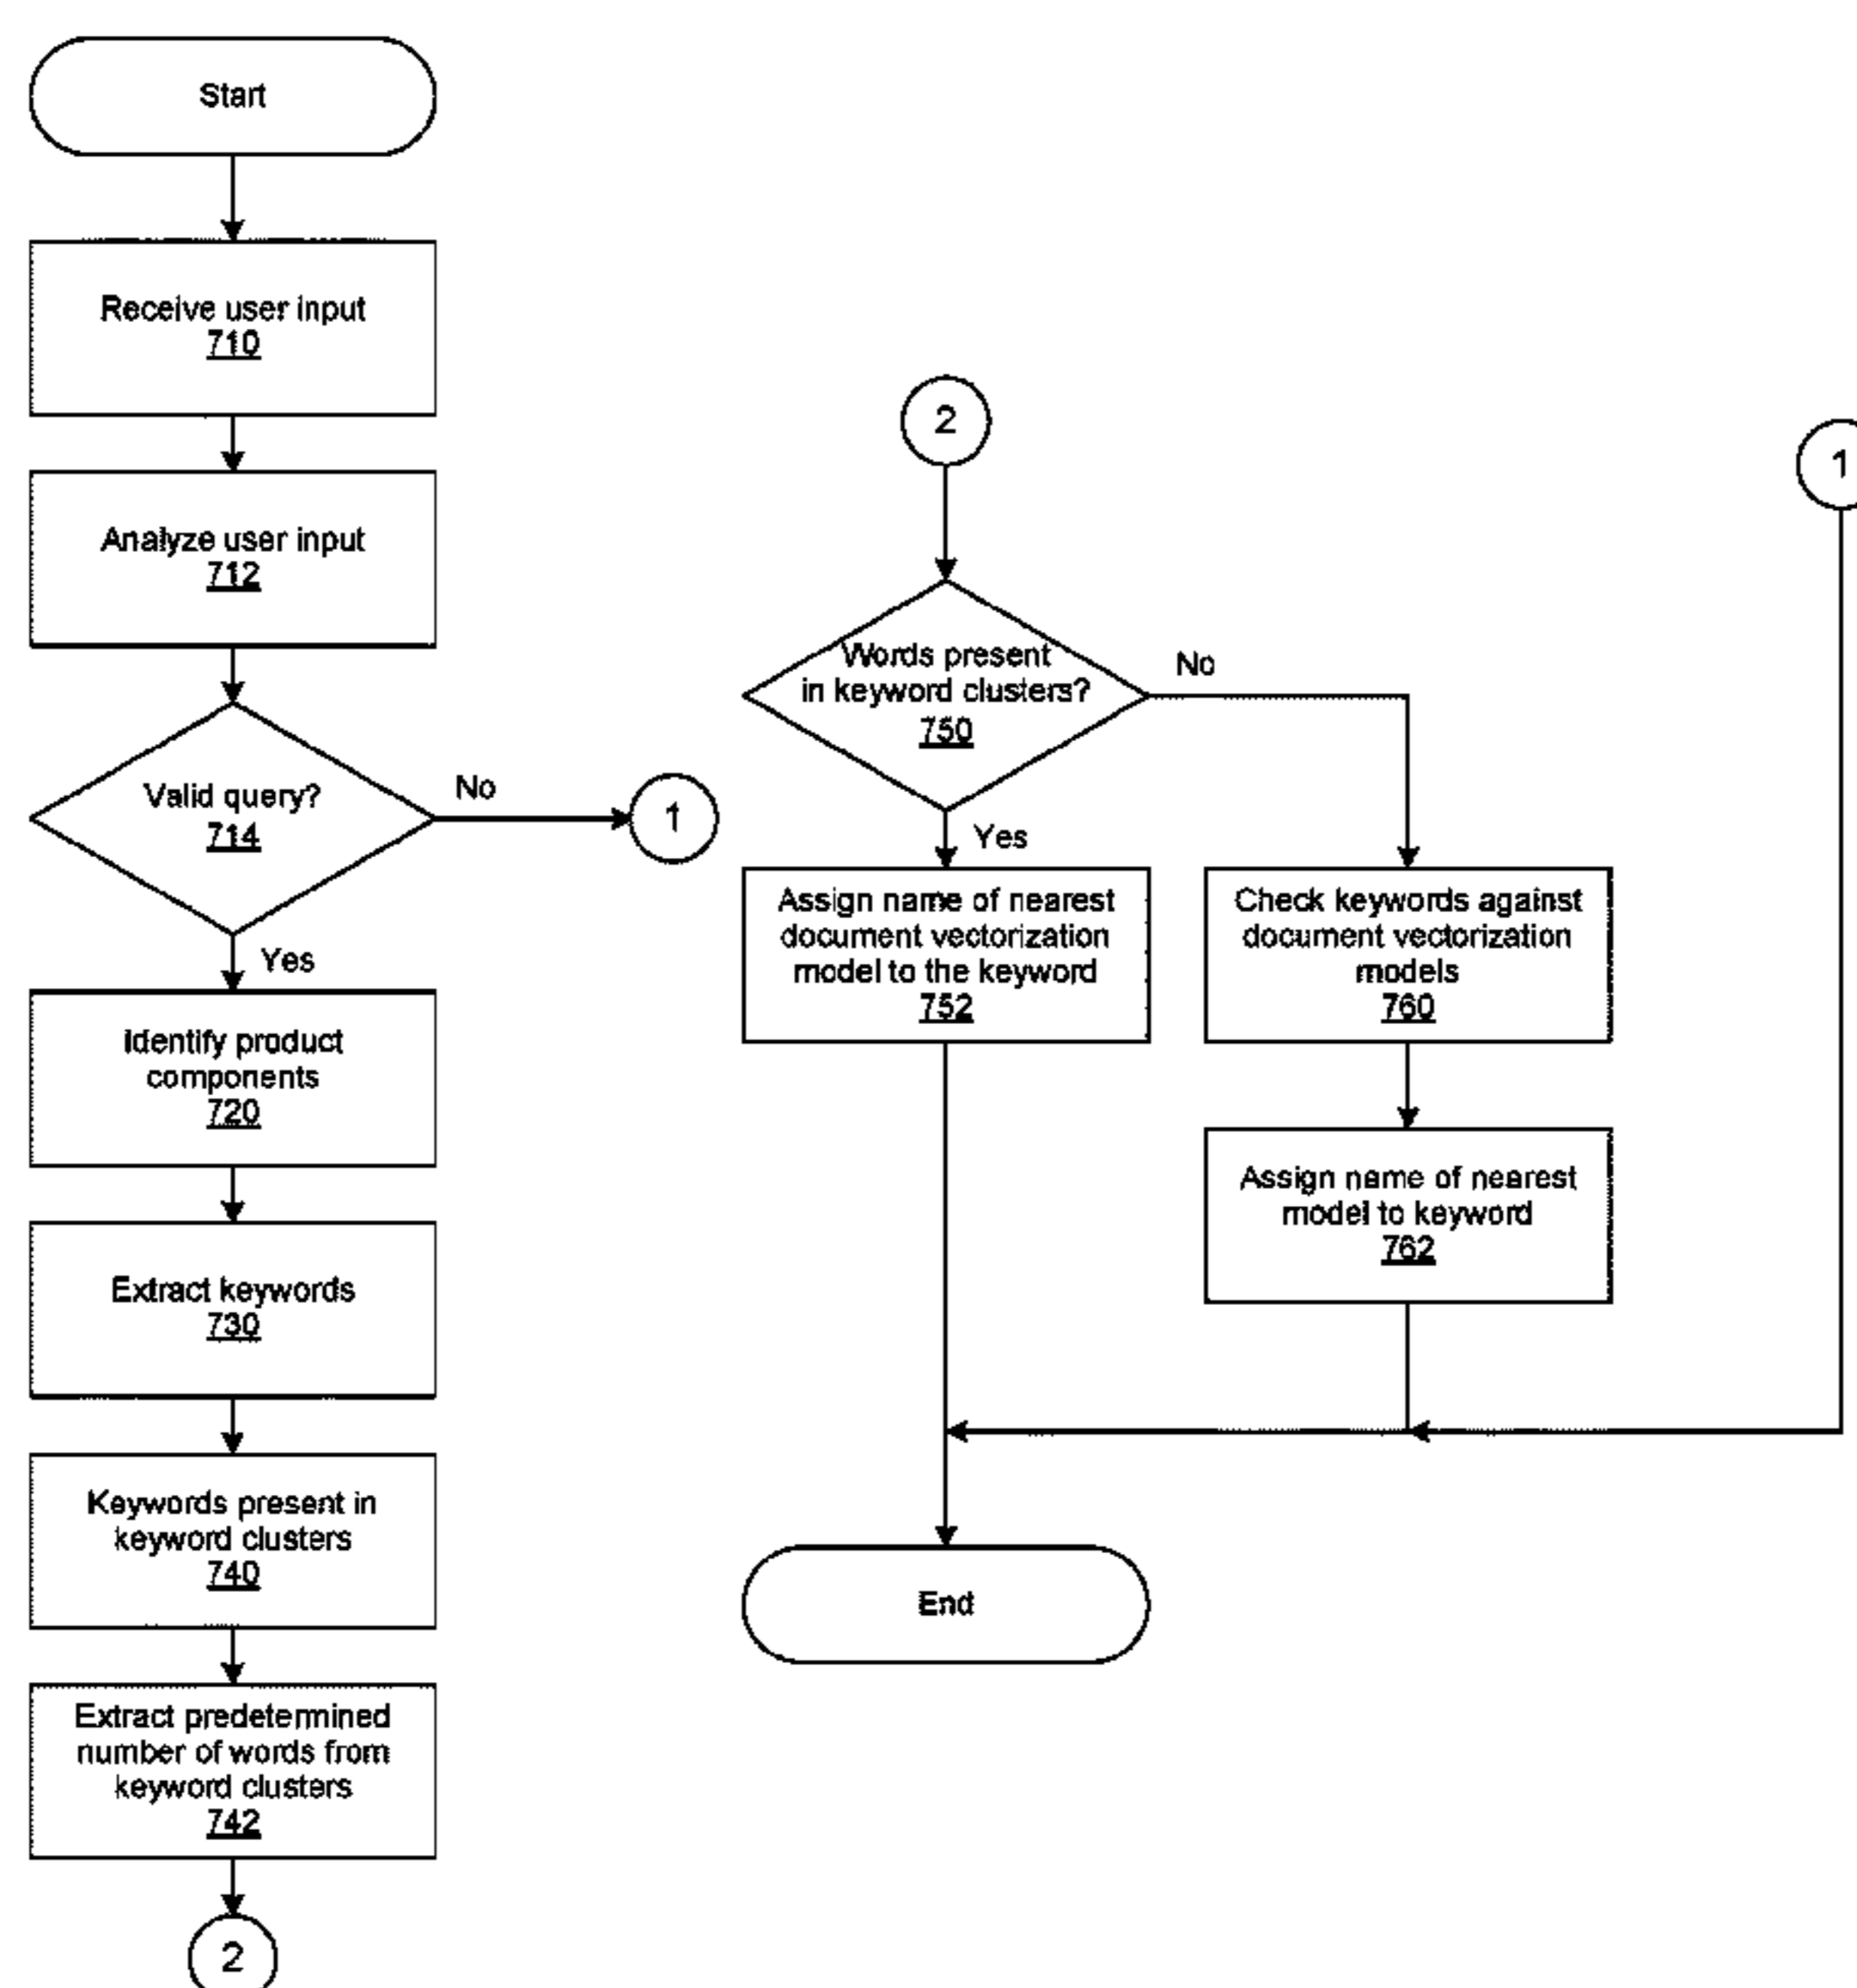 Start
Receive user input
710
Analyze user input
712
Valid query?
714
No
1
Yes
Identify product
components
720
Extract keywords
730
Keywords present in
keyword clusters
740
Extract predetermined
number of words from
keyword clusters
742
2
2
Words present
in keyword clusters?
750
No
Yes
Assign name of nearest
document vectorization
model to the keyword
752
Check keywords against
document vectorization
models
760
Assign name of nearest
model to keyword
762
1
End